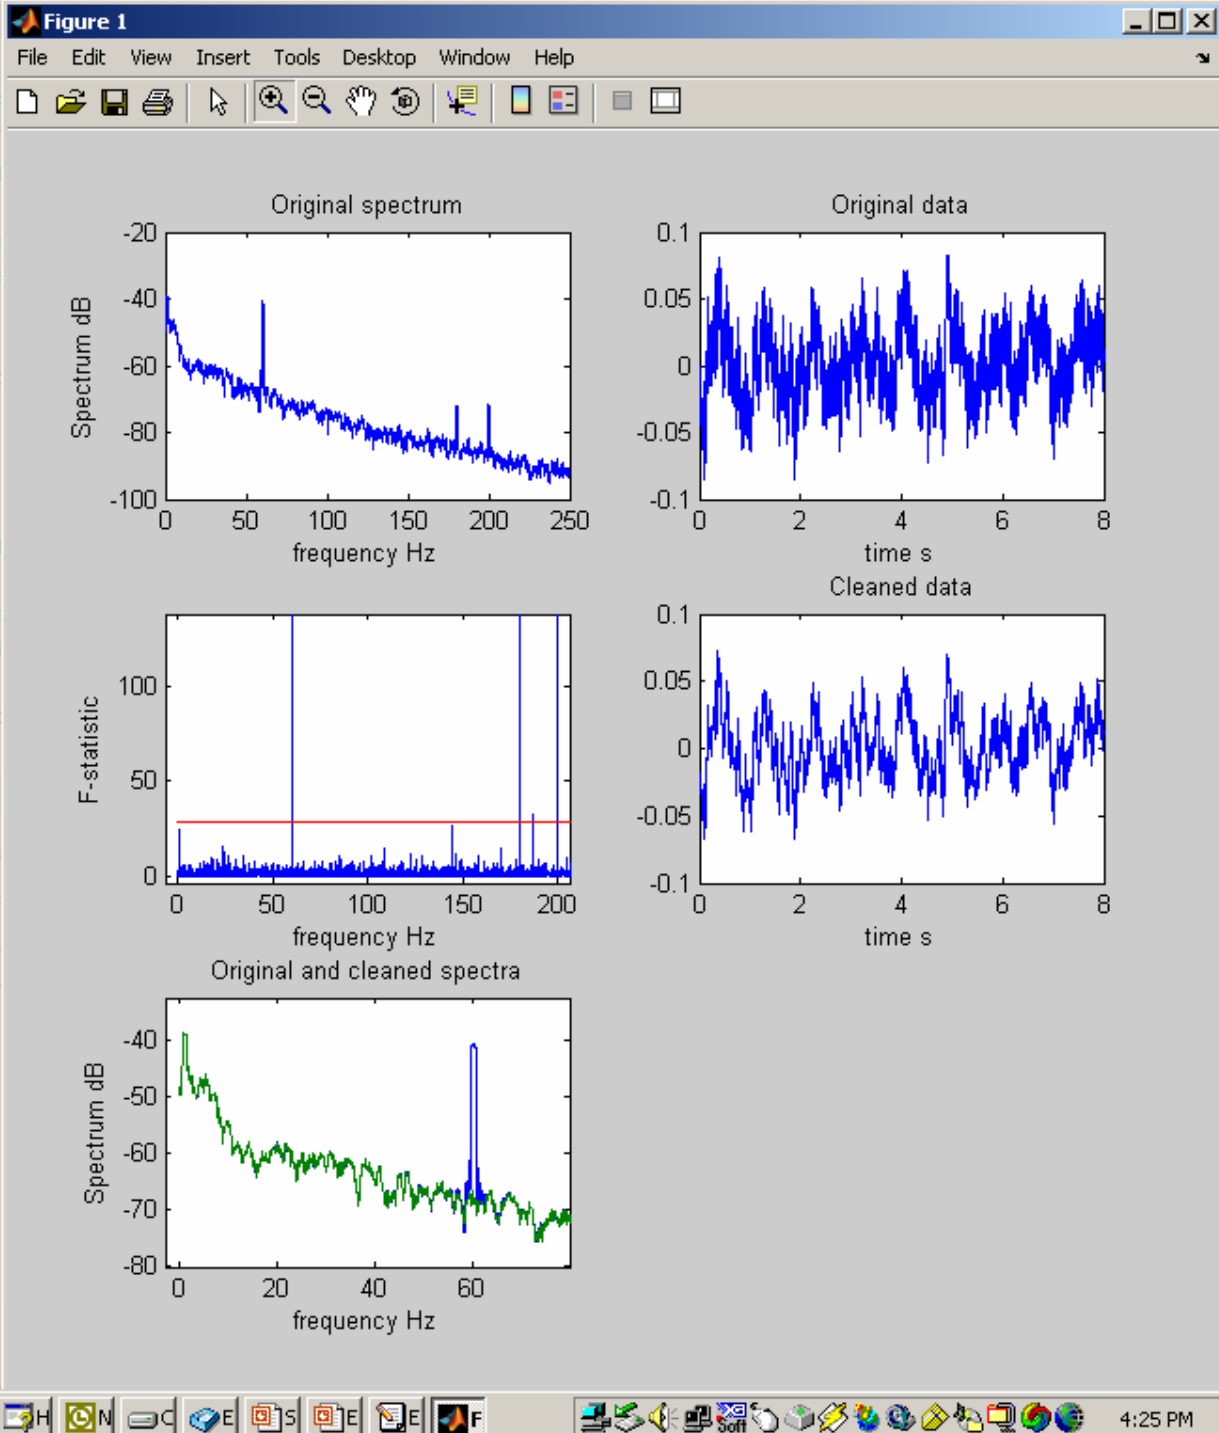 Figure 1
File Edit View Insert Tools Desktop Window Help
Original spectrum
Spectrum dB
-20
-40
-60
-80
-100
0 50 100 150 200 250
frequency Hz
Original data
0.1
0.05
0
-0.05
-0.1
0 2 4 6 8
time s
F-statistic
100
50
0
0 50 100 150 200
frequency Hz
Cleaned data
0.1
0.05
0
-0.05
-0.1
0 2 4 6 8
time s
Original and cleaned spectra
Spectrum dB
-40
-50
-60
-70
-80
0 20 40 60
frequency Hz
H N C E S E E F Soft 4:25 PM